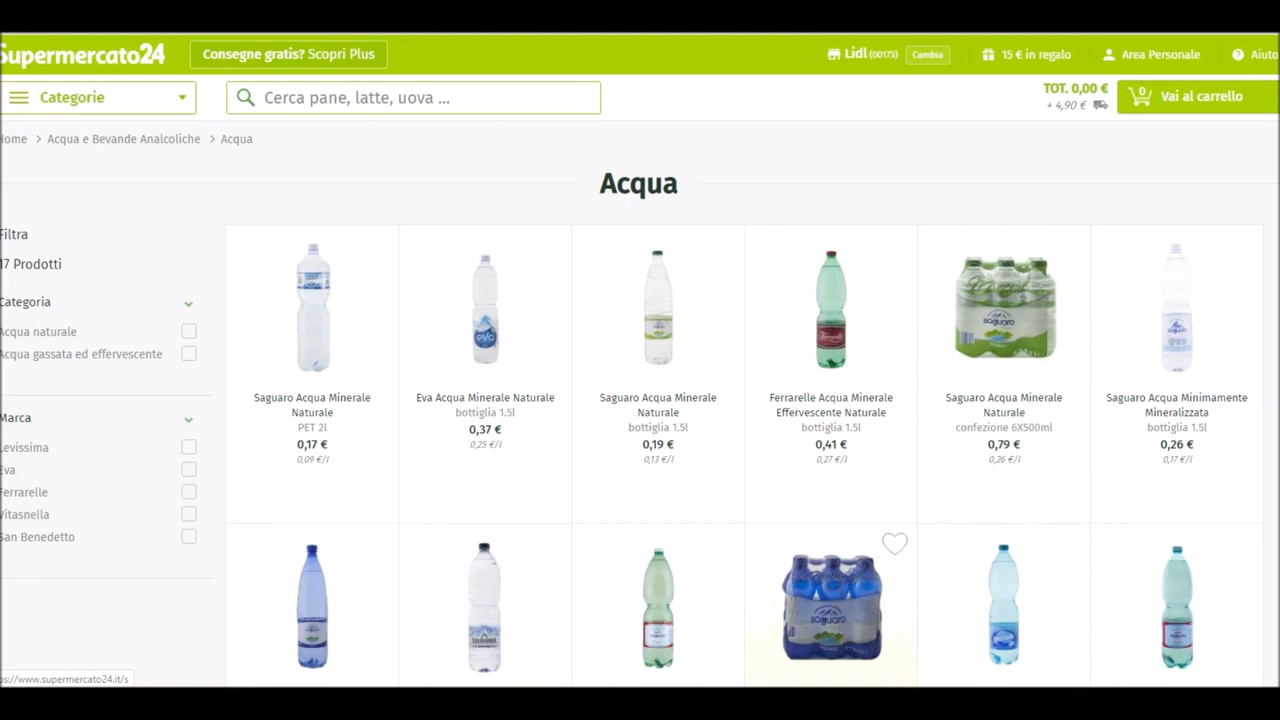 Supermercato24
Consegne gratis? Scopri Plus
Lidl (00173)
Cambia
15 € in regalo
Area Personale
Aiuto
Categorie
Cerca pane, latte, uova ...
TOT. 0,00 €
+ 4,90 €
0
Vai al carrello
Home > Acqua e Bevande Analcoliche > Acqua
Acqua
Filtra
17 Prodotti
Categoria
Acqua naturale
Acqua gassata ed effervescente
Marca
Levissima
Eva
Ferrarelle
Vitasnella
San Benedetto
Saguaro Acqua Minerale
Naturale
PET 2l
0,17 €
0,09 €/l
Eva Acqua Minerale Naturale
bottiglia 1.5l
0,37 €
0,25 €/l
Saguaro Acqua Minerale
Naturale
bottiglia 1.5l
0,19 €
0,13 €/l
Ferrarelle Acqua Minerale
Effervescente Naturale
bottiglia 1.5l
0,41 €
0,27 €/l
Saguaro Acqua Minerale
Naturale
confezione 6X500ml
0,79 €
0,26 €/l
Saguaro Acqua Minimamente
Mineralizzata
bottiglia 1.5l
0,26 €
0,17 €/l
eva
saguaro
saguaro
ps://www.supermercato24.it/s